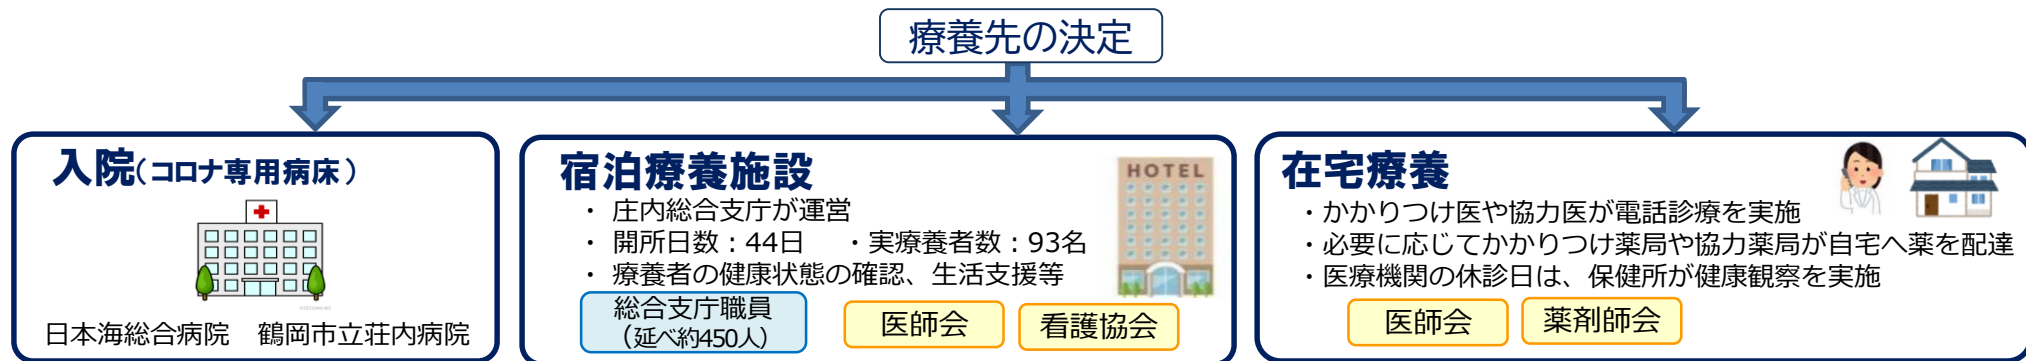 療養先の決定
入院(コロナ専用病床)
日本海総合病院 鶴岡市立荘内病院
宿泊療養施設
・ 庄内総合支庁が運営
・ 開所日数：44日 ・実療養者数：93名
・ 療養者の健康状態の確認、生活支援等
HOTEL
総合支庁職員
(延べ約450人)
医師会
看護協会
在宅療養
・かかりつけ医や協力医が電話診療を実施
・必要に応じてかかりつけ薬局や協力薬局が自宅へ薬を配達
・医療機関の休診日は、保健所が健康観察を実施
医師会
薬剤師会